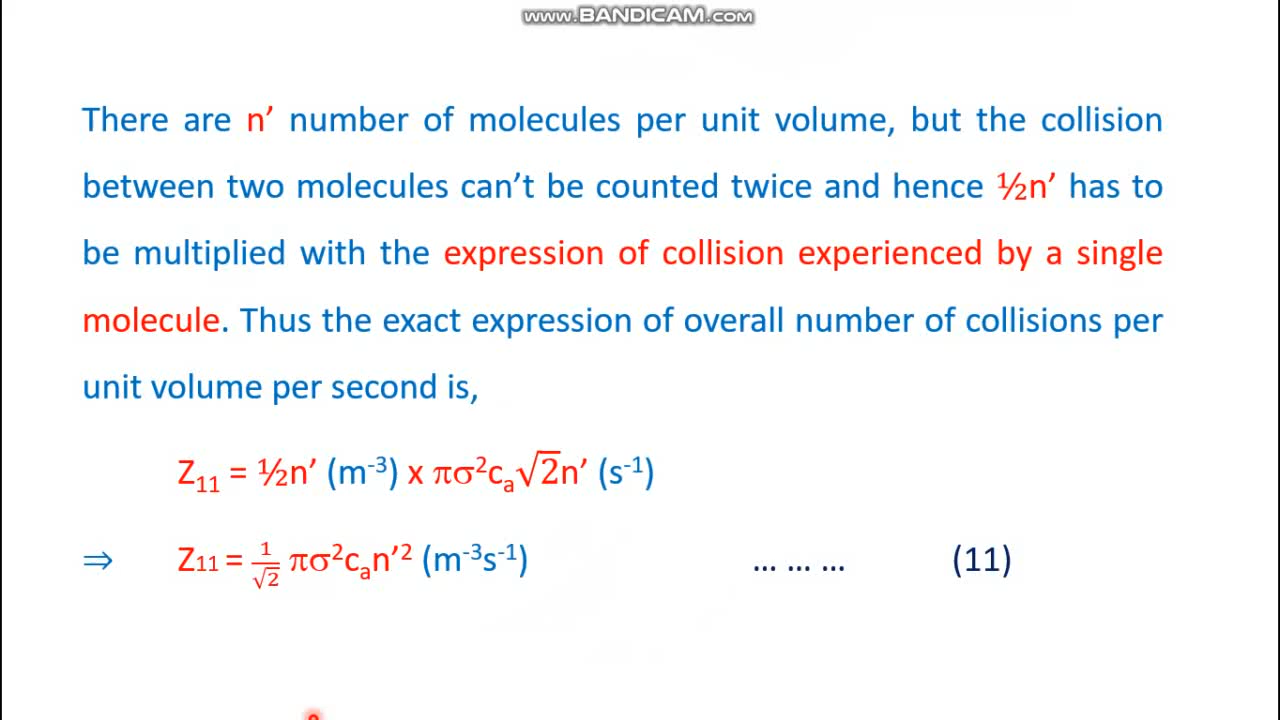 www.BANDICAM.com
There are n’ number of molecules per unit volume, but the collision
between two molecules can’t be counted twice and hence ½n’ has to
be multiplied with the expression of collision experienced by a single
molecule. Thus the exact expression of overall number of collisions per
unit volume per second is,
Z₁₁ = ½n’ (m⁻³) x πσ²cₐ√2n’ (s⁻¹)
⇒ Z₁₁ = 1/√2 πσ²cₐn’² (m⁻³s⁻¹) … … … (11)